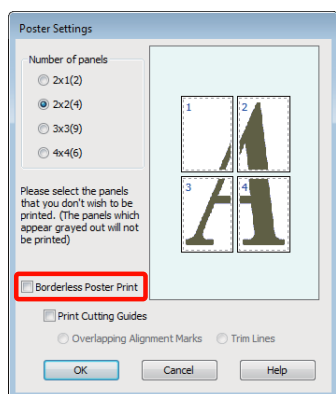 Poster Settings
Number of panels
2x1(2)
2x2(4)
3x3(9)
4x4(6)
1
2
3
4
Please select the panels
that you don't wish to be
printed. (The panels which
appear grayed out will not
be printed)
Borderless Poster Print
Print Cutting Guides
Overlapping Alignment Marks
Trim Lines
OK
Cancel
Help